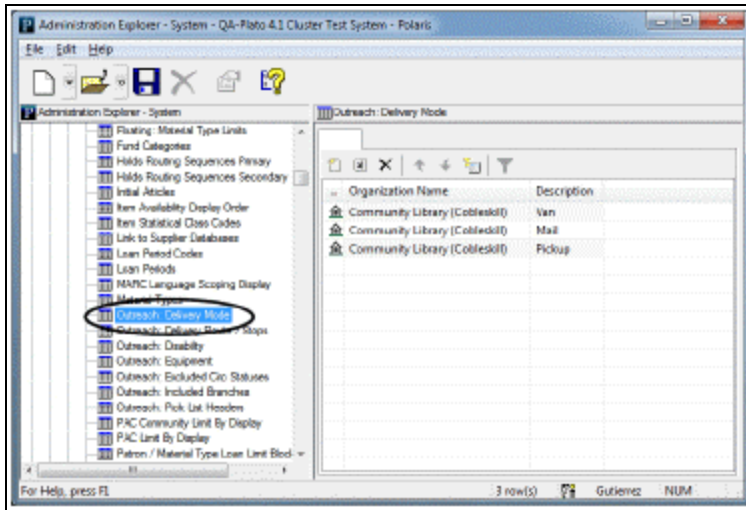 Administration Explorer - System - QA-Plato 4.1 Cluster Test System - Polaris
File Edit Help
Administration Explorer - System
Outreach: Delivery Mode
Floating: Material Type Limits
Fund Categories
Holds Routing Sequences Primary
Holds Routing Sequences Secondary
Initial Articles
Item Availability Display Order
Item Statistical Class Codes
Link to Supplier Databases
Loan Period Codes
Loan Periods
MARC Language Scoping Display
Material Types
Outreach: Delivery Mode
Outreach: Delivery Route / Stops
Outreach: Disability
Outreach: Equipment
Outreach: Excluded Circ Statuses
Outreach: Included Branches
Outreach: Pick List Headers
PAC Community Limit By Display
PAC Limit By Display
Patron / Material Type Loan Limit Block
Organization Name Description
Community Library (Cobleskill) Van
Community Library (Cobleskill) Mail
Community Library (Cobleskill) Pickup
For Help, press F1
3 row(s) Gutierrez NUM